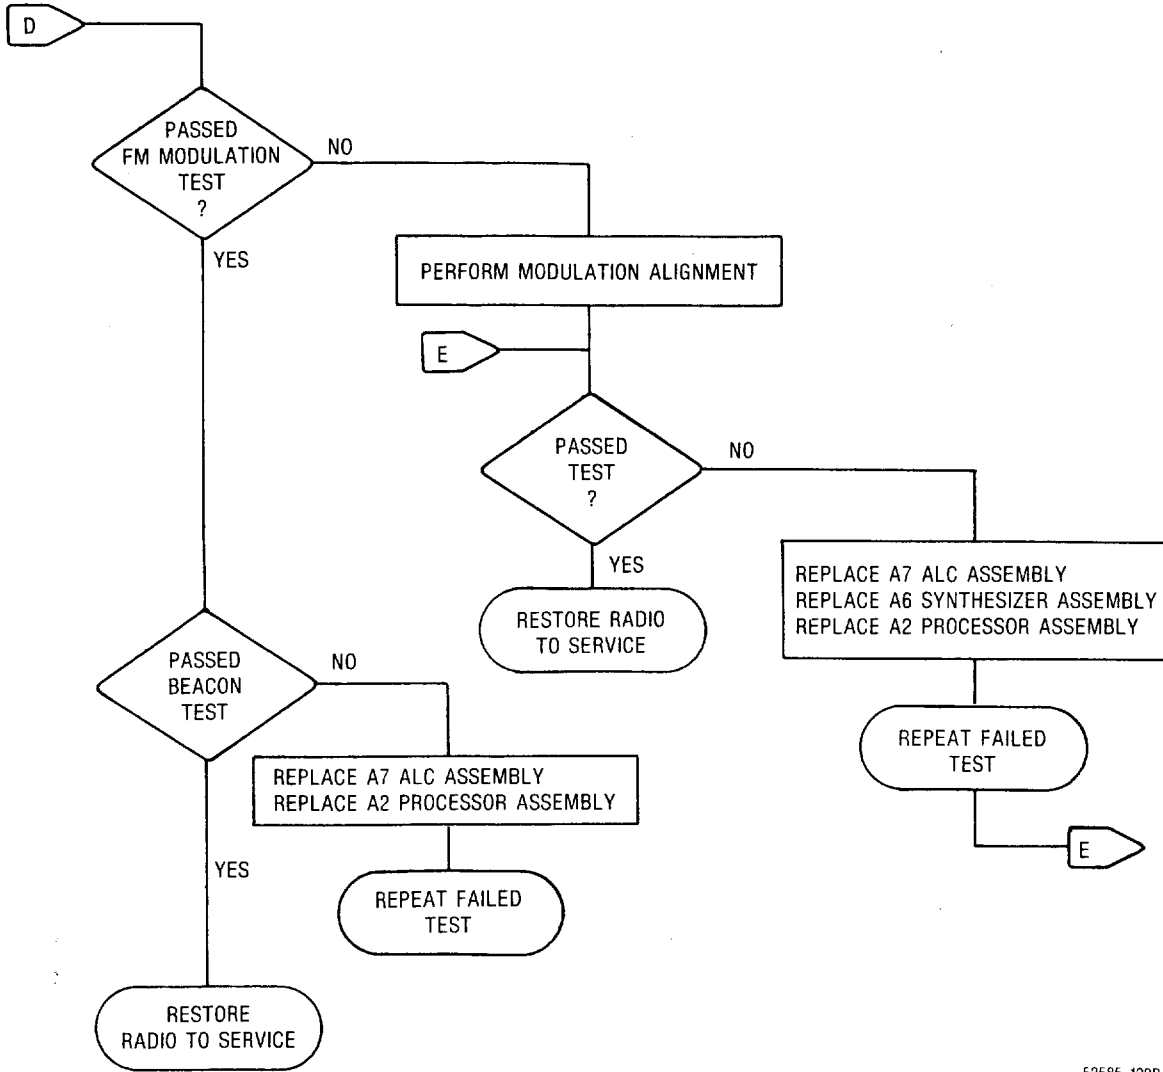 D
PASSED
FM MODULATION
TEST
?
NO
YES
PERFORM MODULATION ALIGNMENT
E
PASSED
TEST
?
NO
YES
RESTORE RADIO
TO SERVICE
REPLACE A7 ALC ASSEMBLY
REPLACE A6 SYNTHESIZER ASSEMBLY
REPLACE A2 PROCESSOR ASSEMBLY
REPEAT FAILED
TEST
E
PASSED
BEACON
TEST
NO
YES
REPLACE A7 ALC ASSEMBLY
REPLACE A2 PROCESSOR ASSEMBLY
REPEAT FAILED
TEST
RESTORE
RADIO TO SERVICE